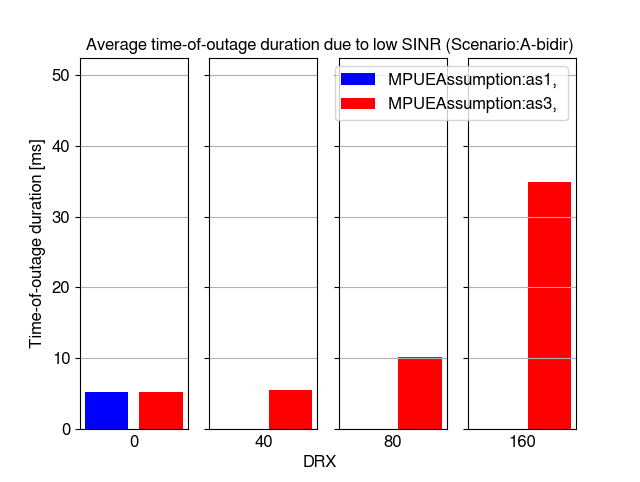 Average time-of-outage duration due to low SINR (Scenario:A-bidir)
MPUEAssumption:as1,
MPUEAssumption:as3,
Time-of-outage duration [ms]
50
40
30
20
10
0
0
40
80
160
DRX